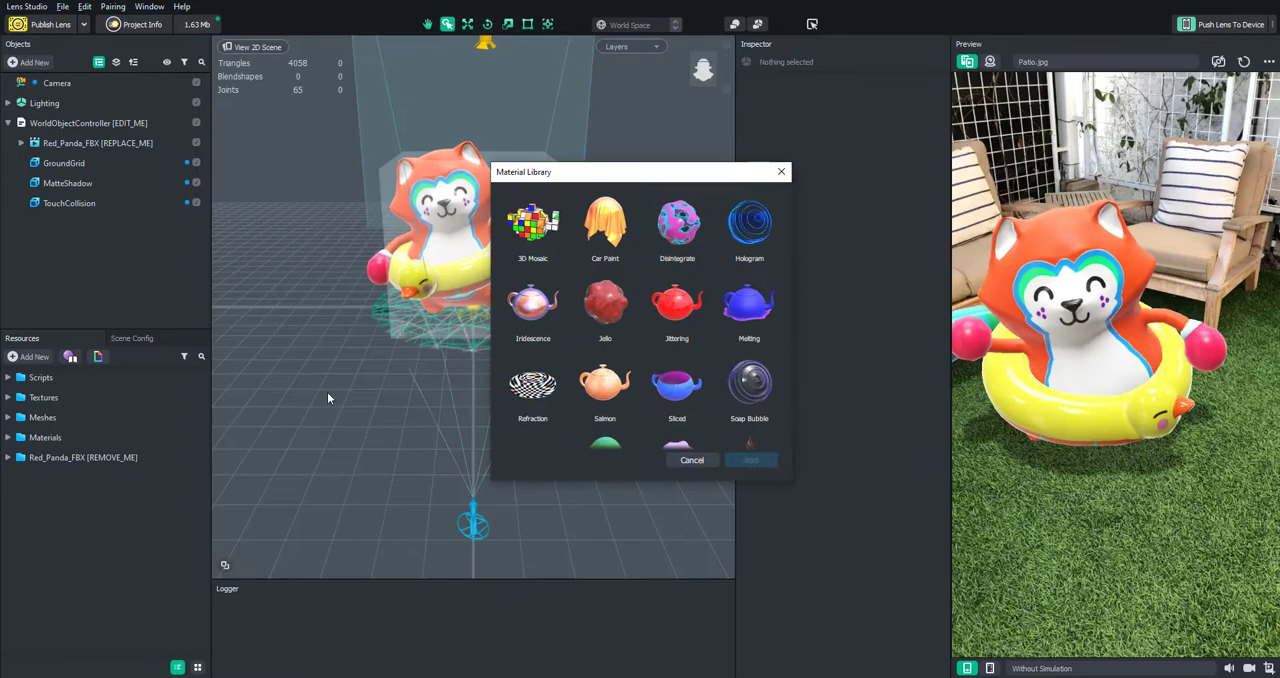 Lens Studio File Edit Pairing Window Help
Publish Lens Project Info 1.63 Mb World Space Push Lens To Device
Objects
Add New
Camera
Lighting
WorldObjectController [EDIT_ME]
Red_Panda_FBX [REPLACE_ME]
GroundGrid
MatteShadow
TouchCollision
Resources Scene Config
Add New
Scripts
Textures
Meshes
Materials
Red_Panda_FBX [REMOVE_ME]
View 2D Scene Layers
Triangles 4058 0
Blendshapes 0 0
Joints 65 0
Material Library
3D Mosaic Car Paint Disintegrate Hologram
Iridescence Jello Jittering Melting
Refraction Salmon Sliced Soap Bubble
Cancel Add
Logger
Inspector
Nothing selected
Preview
Patio.jpg
Without Simulation